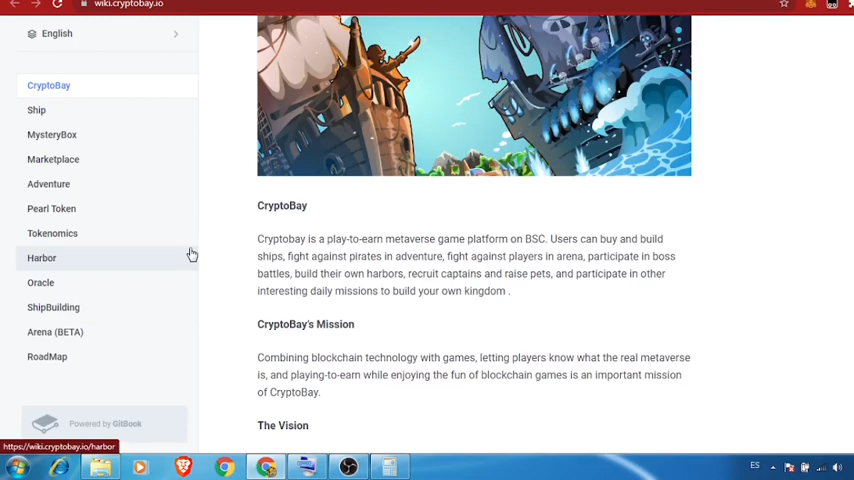 wiki.cryptobay.io
English
CryptoBay
Ship
MysteryBox
Marketplace
Adventure
Pearl Token
Tokenomics
Harbor
Oracle
ShipBuilding
Arena (BETA)
RoadMap
Powered by GitBook
CryptoBay
Cryptobay is a play-to-earn metaverse game platform on BSC. Users can buy and build
ships, fight against pirates in adventure, fight against players in arena, participate in boss
battles, build their own harbors, recruit captains and raise pets, and participate in other
interesting daily missions to build your own kingdom .
CryptoBay's Mission
Combining blockchain technology with games, letting players know what the real metaverse
is, and playing-to-earn while enjoying the fun of blockchain games is an important mission
of CryptoBay.
The Vision
https://wiki.cryptobay.io/harbor
ES